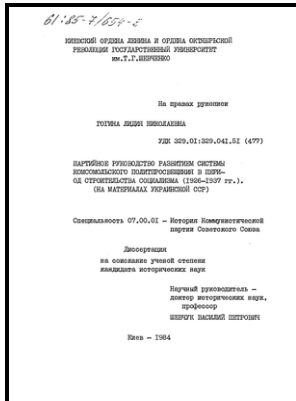 61:85-7/654-5
КИЕВСКИЙ ОРДЕНА ЛЕНИНА И ОРДЕНА ОКТЯБРЬСКОЙ
РЕВОЛЮЦИИ ГОСУДАРСТВЕННЫЙ УНИВЕРСИТЕТ
им.Т.Г.ШЕВЧЕНКО
На правах рукописи
ТОГИНА ЛИДИЯ НИКОЛАЕВНА
УДК 329.01:329.041.51 (477)
ПАРТИЙНОЕ РУКОВОДСТВО РАЗВИТИЕМ СИСТЕМЫ
КОМСОМОЛЬСКОГО ПОЛИТПРОСВЕЩЕНИЯ В ПЕРИ-
ОД СТРОИТЕЛЬСТВА СОЦИАЛИЗМА (1926-1937 гг.).
(НА МАТЕРИАЛАХ УКРАИНСКОЙ ССР)
Специальность 07.00.01 - История Коммунистической
партии Советского Союза
Диссертация
на соискание ученой степени
кандидата исторических наук
Научный руководитель -
доктор исторических наук,
профессор
ШЕВЧУК ВАСИЛИЙ ПЕТРОВИЧ
Киев - 1984